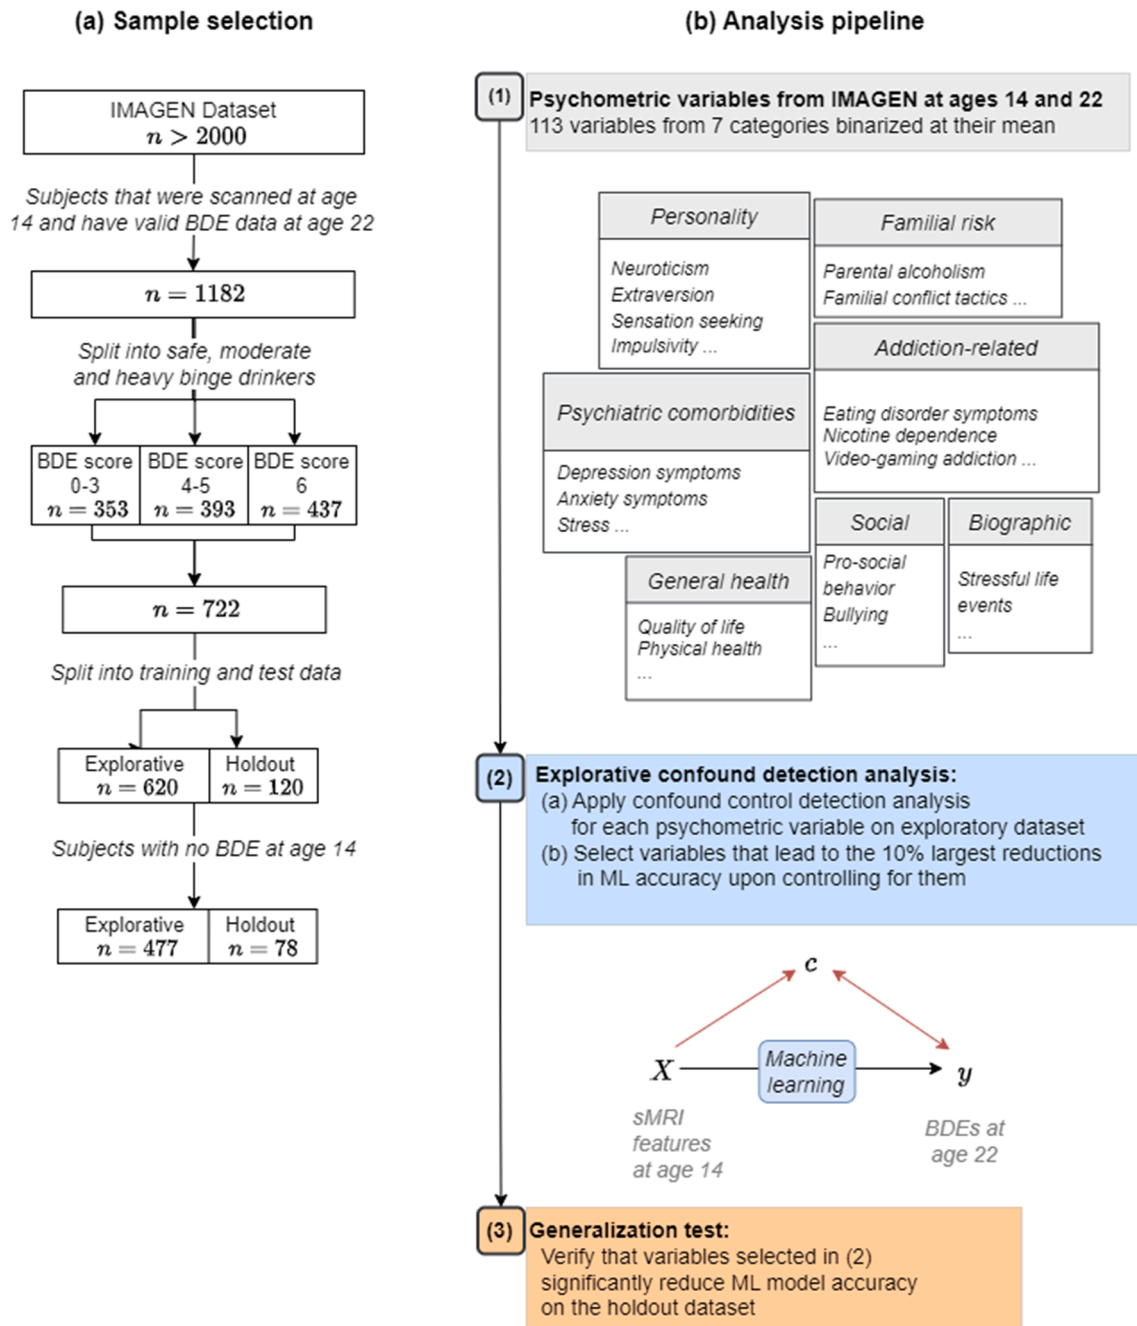 (a) Sample selection
IMAGEN Dataset
n > 2000
Subjects that were scanned at age
14 and have valid BDE data at age 22
n = 1182
Split into safe, moderate
and heavy binge drinkers
BDE score
0-3
n = 353
BDE score
4-5
n = 393
BDE score
6
n = 437
n = 722
Split into training and test data
Explorative
n = 620
Holdout
n = 120
Subjects with no BDE at age 14
Explorative
n = 477
Holdout
n = 78
(b) Analysis pipeline
(1)
Psychometric variables from IMAGEN at ages 14 and 22
113 variables from 7 categories binarized at their mean
Personality
Neuroticism
Extraversion
Sensation seeking
Impulsivity ...
Familial risk
Parental alcoholism
Familial conflict tactics ...
Addiction-related
Eating disorder symptoms
Nicotine dependence
Video-gaming addiction ...
Psychiatric comorbidities
Depression symptoms
Anxiety symptoms
Stress ...
Social
Pro-social
behavior
Bullying
...
Biographic
Stressful life
events
...
General health
Quality of life
Physical health
...
(2)
Explorative confound detection analysis:
(a) Apply confound control detection analysis
for each psychometric variable on exploratory dataset
(b) Select variables that lead to the 10% largest reductions
in ML accuracy upon controlling for them
c
X
Machine
learning
y
sMRI
features
at age 14
BDEs at
age 22
(3)
Generalization test:
Verify that variables selected in (2)
significantly reduce ML model accuracy
on the holdout dataset